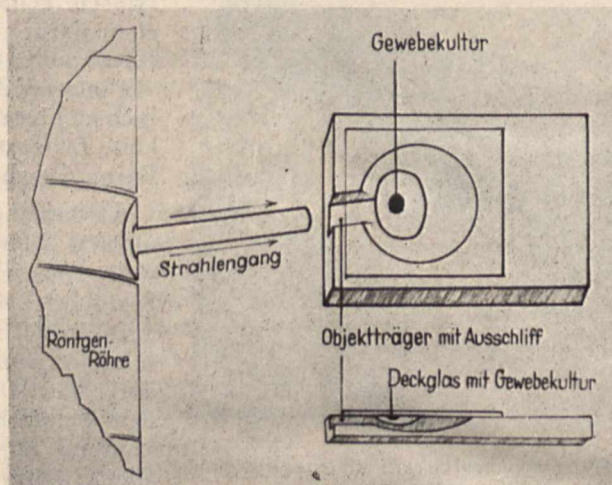 Gewebekultur
Strahlengang
Röntgen-
Röhre
Objektträger mit Ausschliff
Deckglas mit Gewebekultur